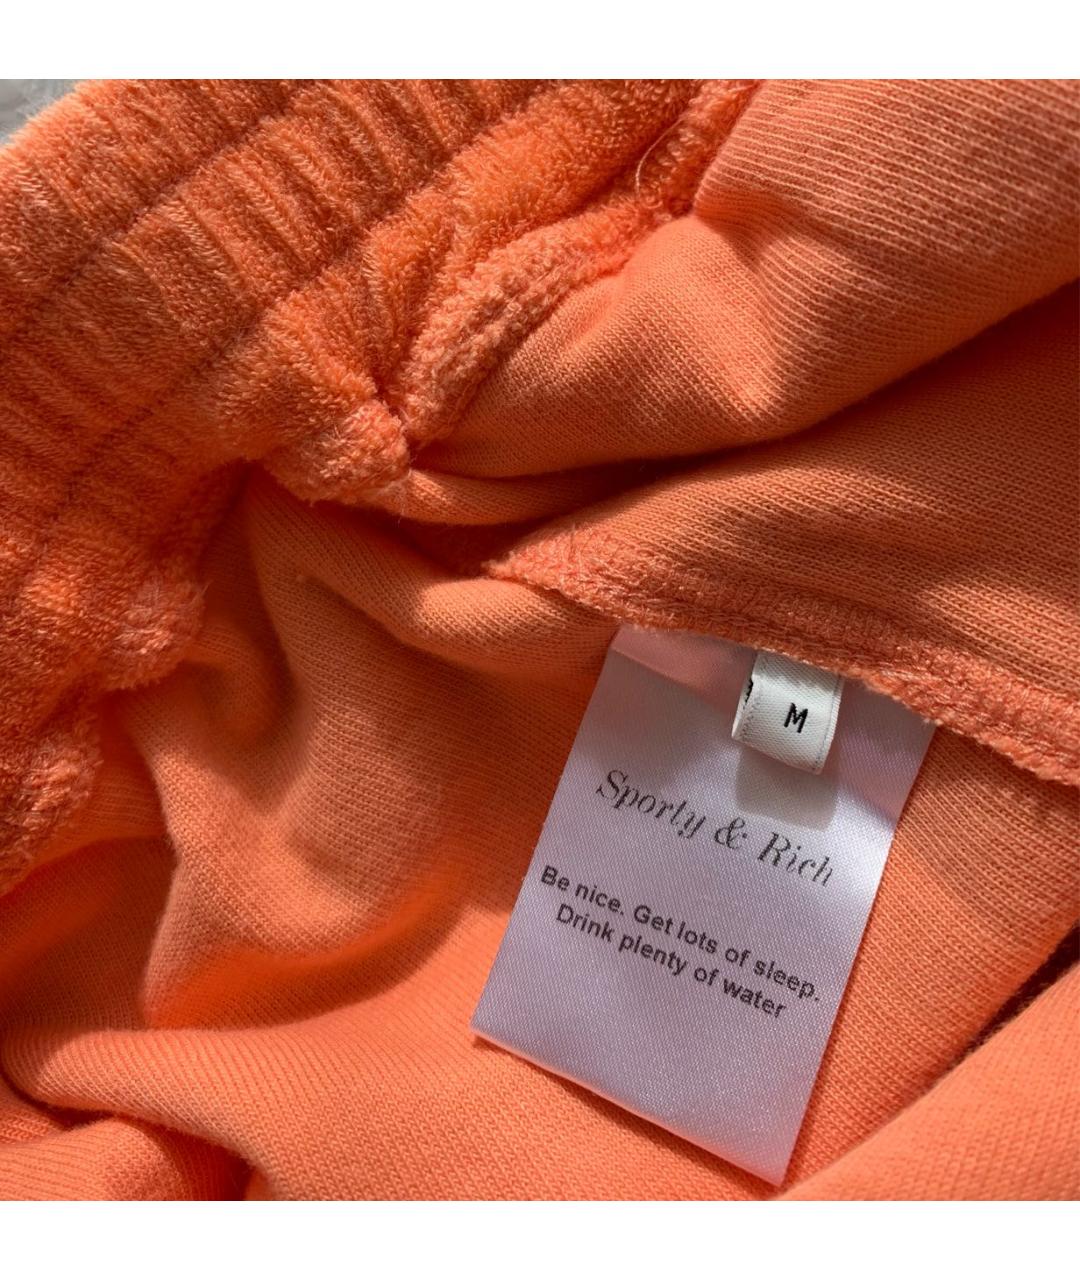 M
Sporty & Rich
Be nice. Get lots of sleep.
Drink plenty of water